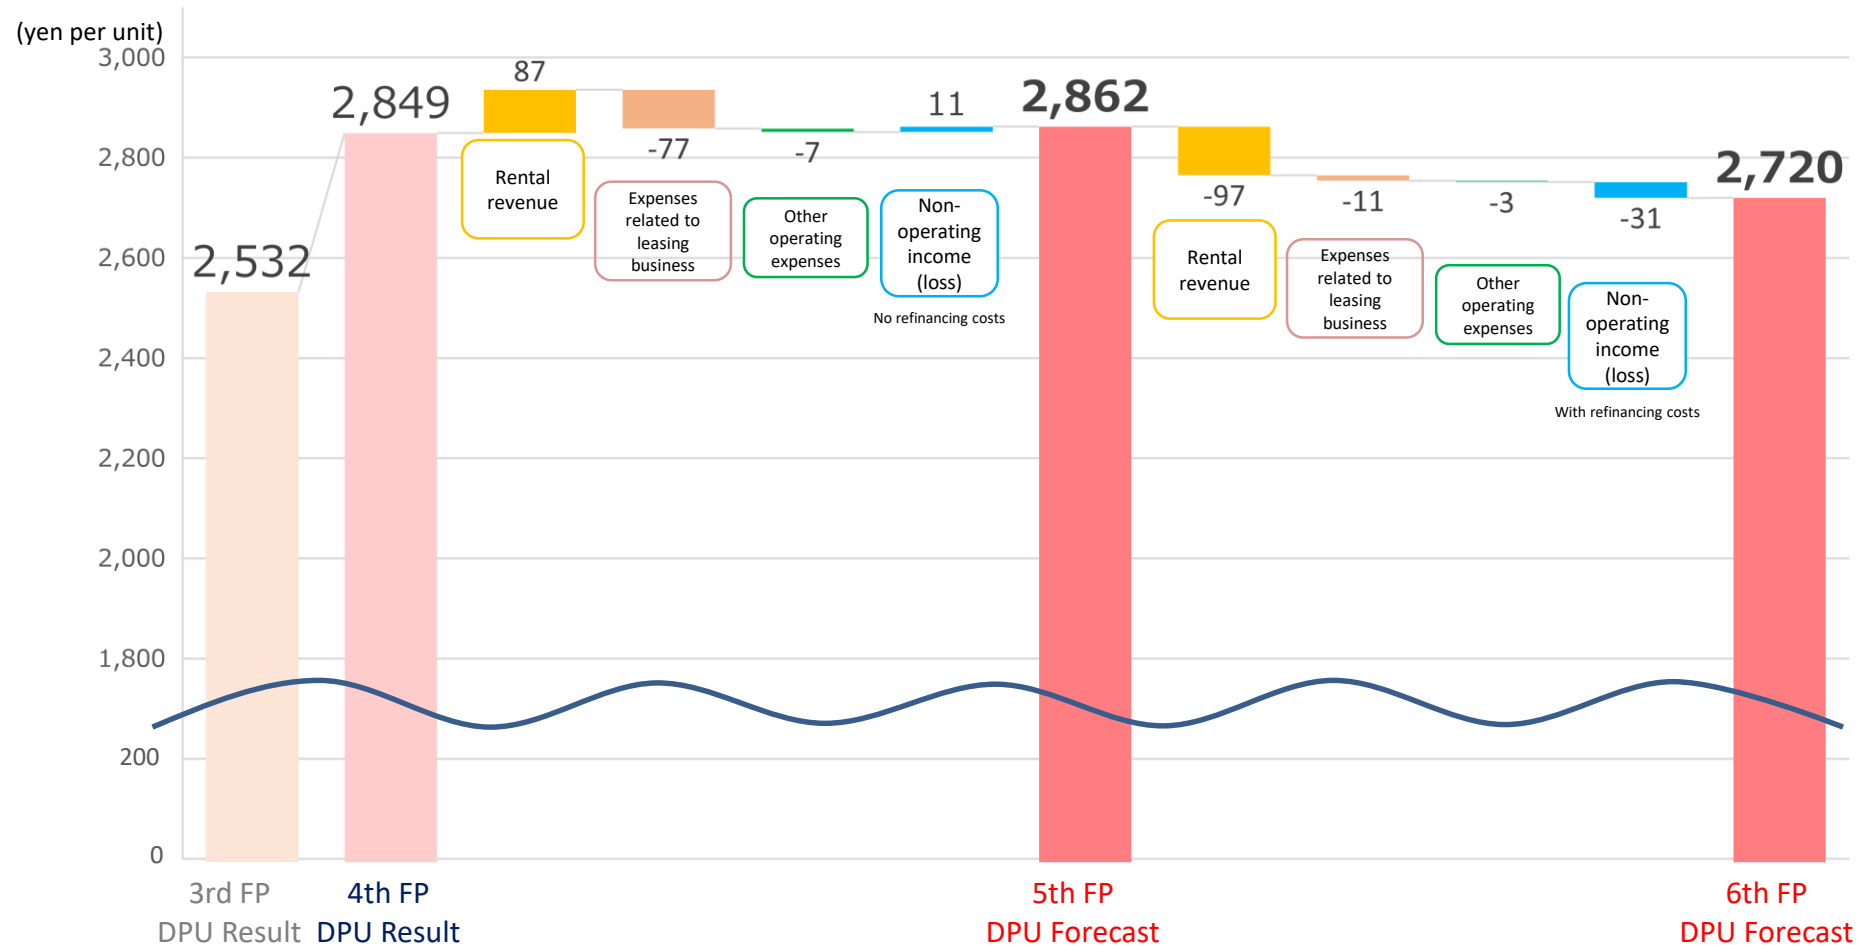 (yen per unit)
3,000
2,800
2,600
2,400
2,200
2,000
1,800
200
0
2,532
2,849
87
-77
-7
11
2,862
-97
-11
-3
-31
2,720
Rental
revenue
Expenses
related to
leasing
business
Other
operating
expenses
Non-
operating
income
(loss)
No refinancing costs
Rental
revenue
Expenses
related to
leasing
business
Other
operating
expenses
Non-
operating
income
(loss)
With refinancing costs
3rd FP
DPU Result
4th FP
DPU Result
5th FP
DPU Forecast
6th FP
DPU Forecast